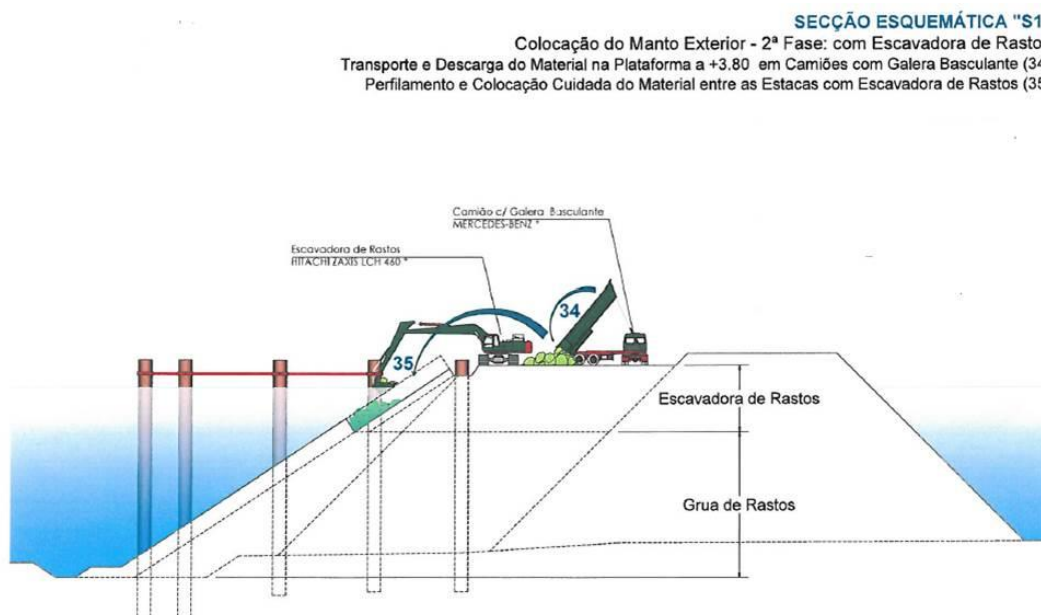 SECÇÃO ESQUEMÁTICA "S1
Colocação do Manto Exterior - 2ª Fase: com Escavadora de Rasto
Transporte e Descarga do Material na Plataforma a +3.80 em Camiões com Galera Basculante (34
Perfilamento e Colocação Cuidada do Material entre as Estacas com Escavadora de Rastos (35
Camião c/ Galera Basculante
MERCEDES-BENZ *
Escavadora de Rastos
HITACHI ZAXIS LCH 460 *
34
35
Escavadora de Rastos
Grua de Rastos